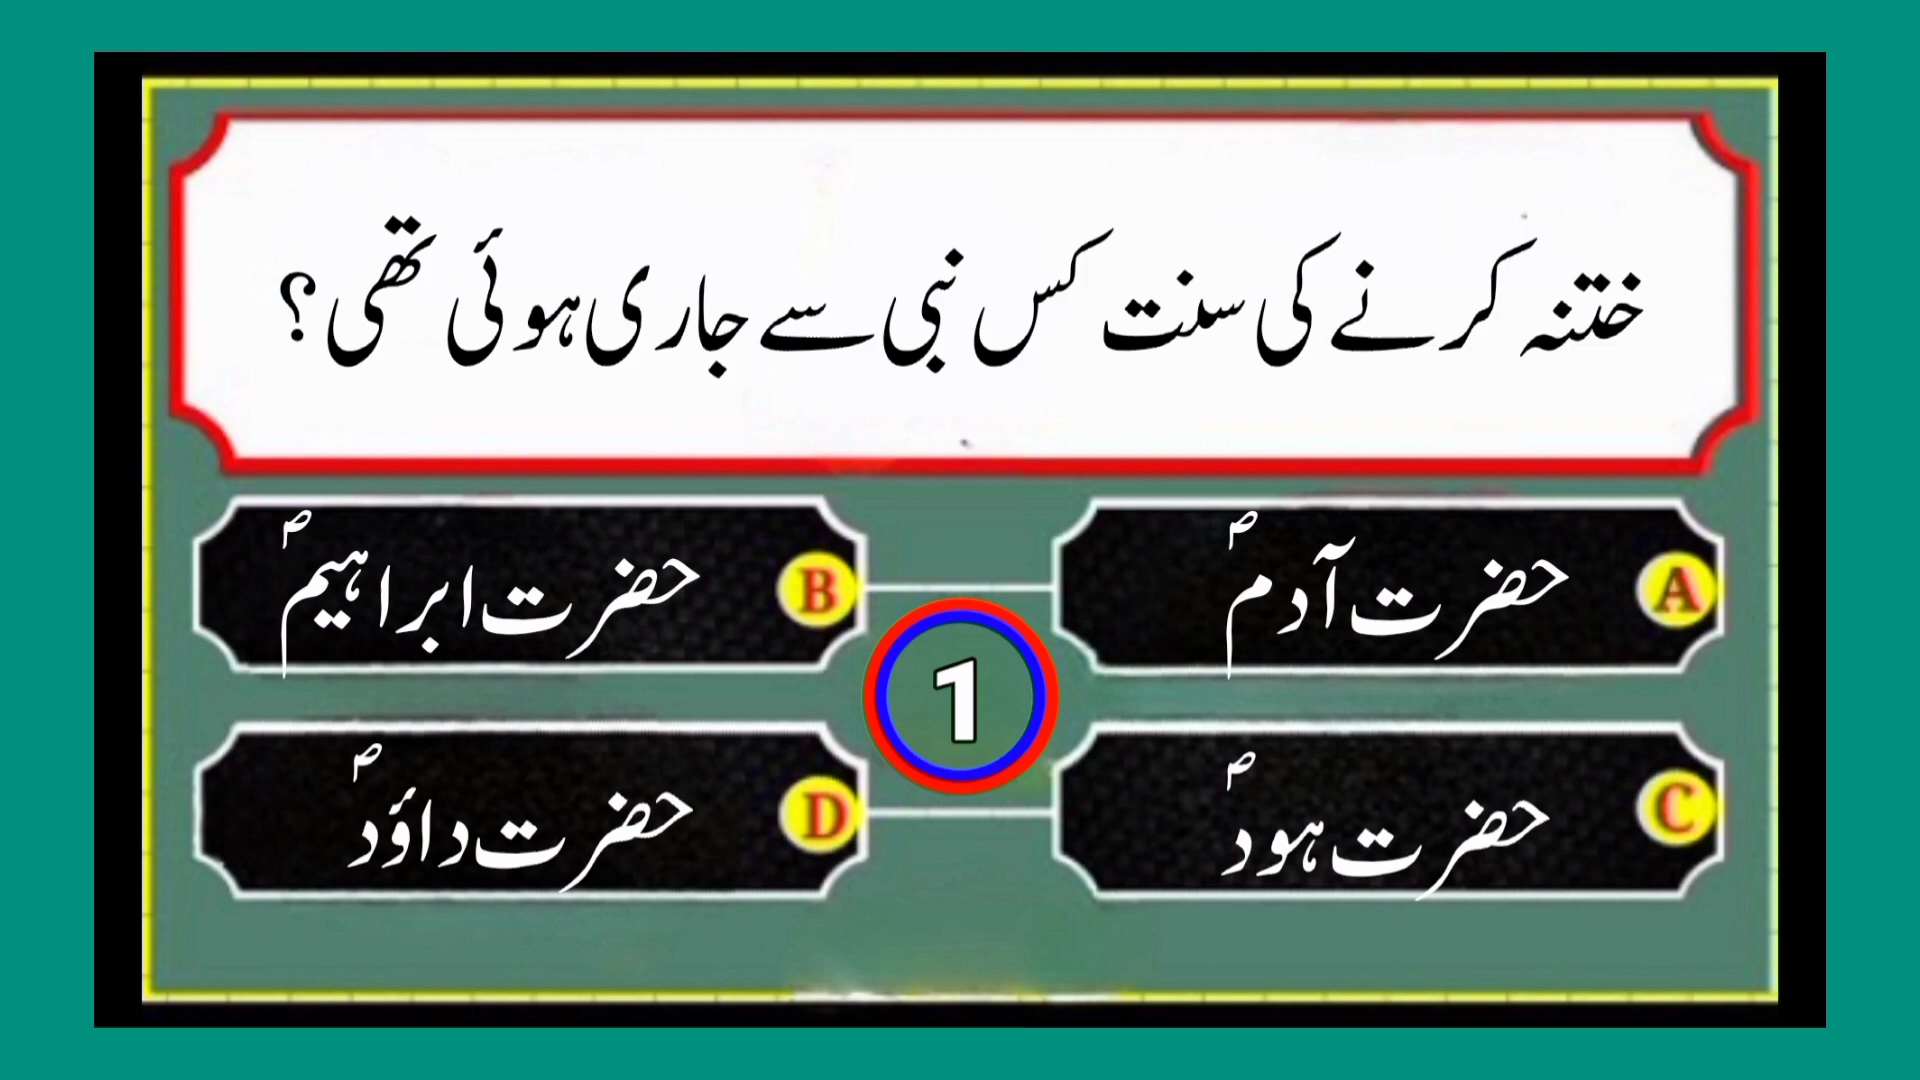 ختنہ کرنے کی سنت کس نبی سے جاری ہوئی تھی؟
A حضرت آدمؐ
B حضرت ابراہیمؐ
1
C حضرت ہودؐ
D حضرت داؤدؐ